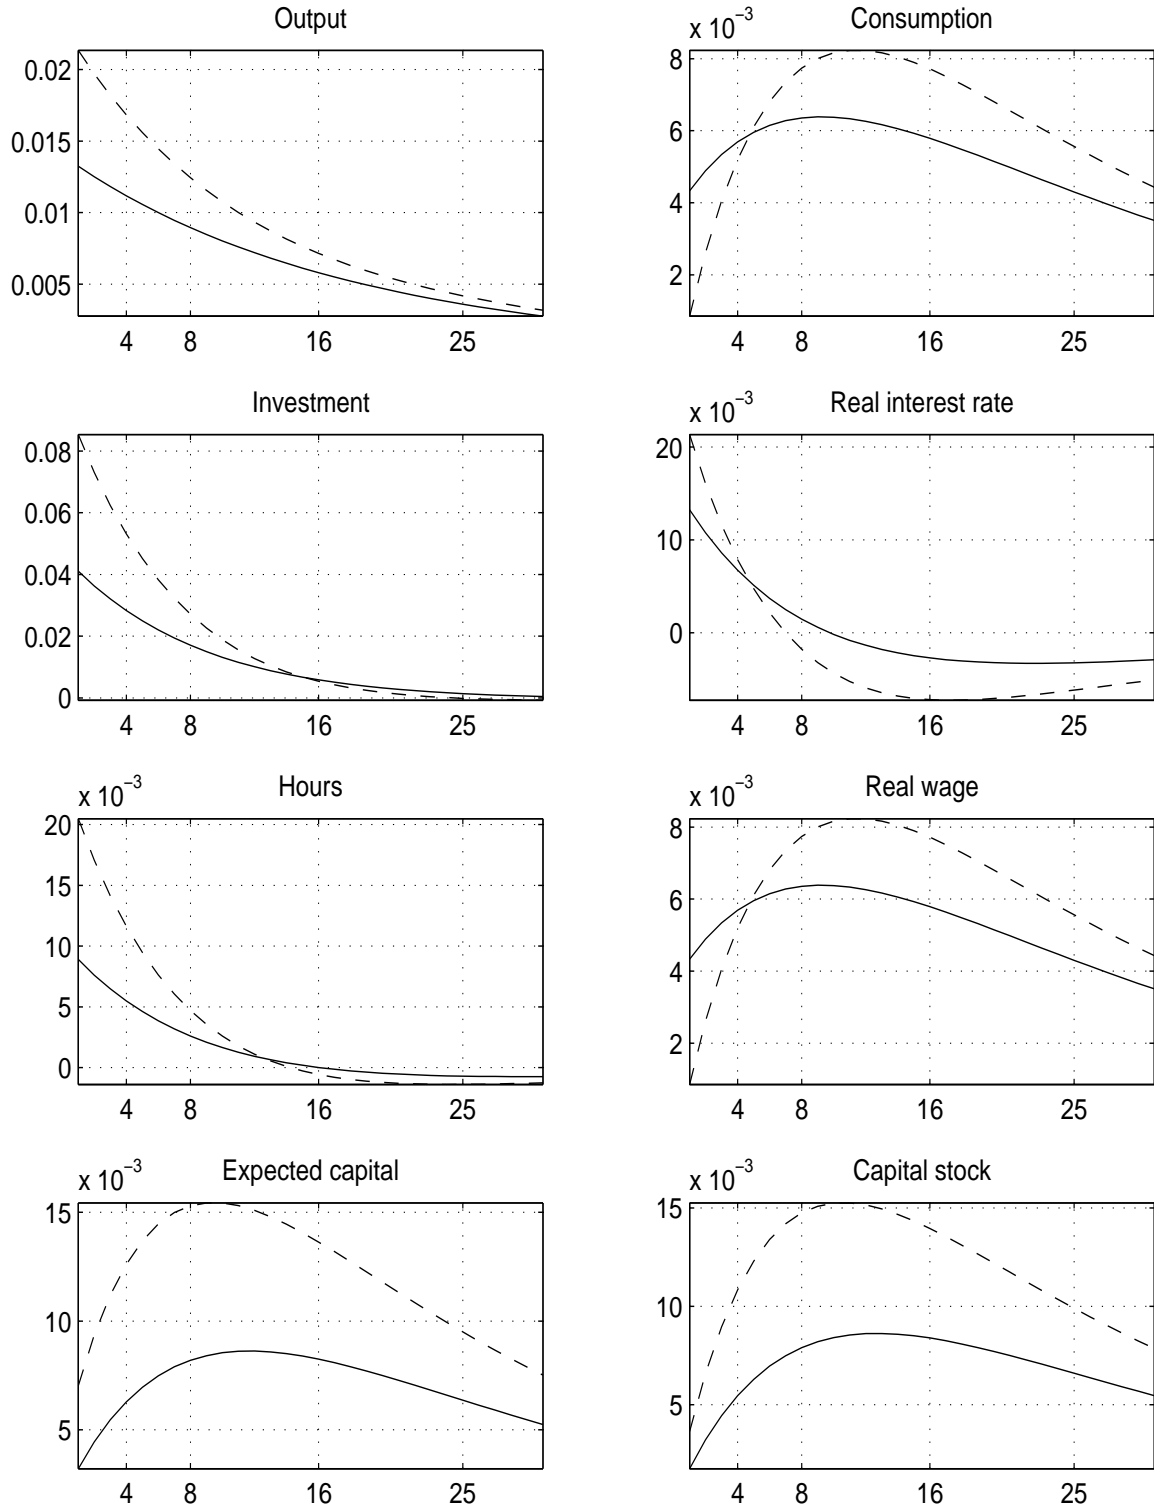 Output
0.02
0.015
0.01
0.005
4 8 16 25
Consumption
x 10−3
8
6
4
2
4 8 16 25
Investment
0.08
0.06
0.04
0.02
0
4 8 16 25
Real interest rate
x 10−3
20
10
0
4 8 16 25
Hours
x 10−3
20
15
10
5
0
4 8 16 25
Real wage
x 10−3
8
6
4
2
4 8 16 25
Expected capital
x 10−3
15
10
5
4 8 16 25
Capital stock
x 10−3
15
10
5
4 8 16 25